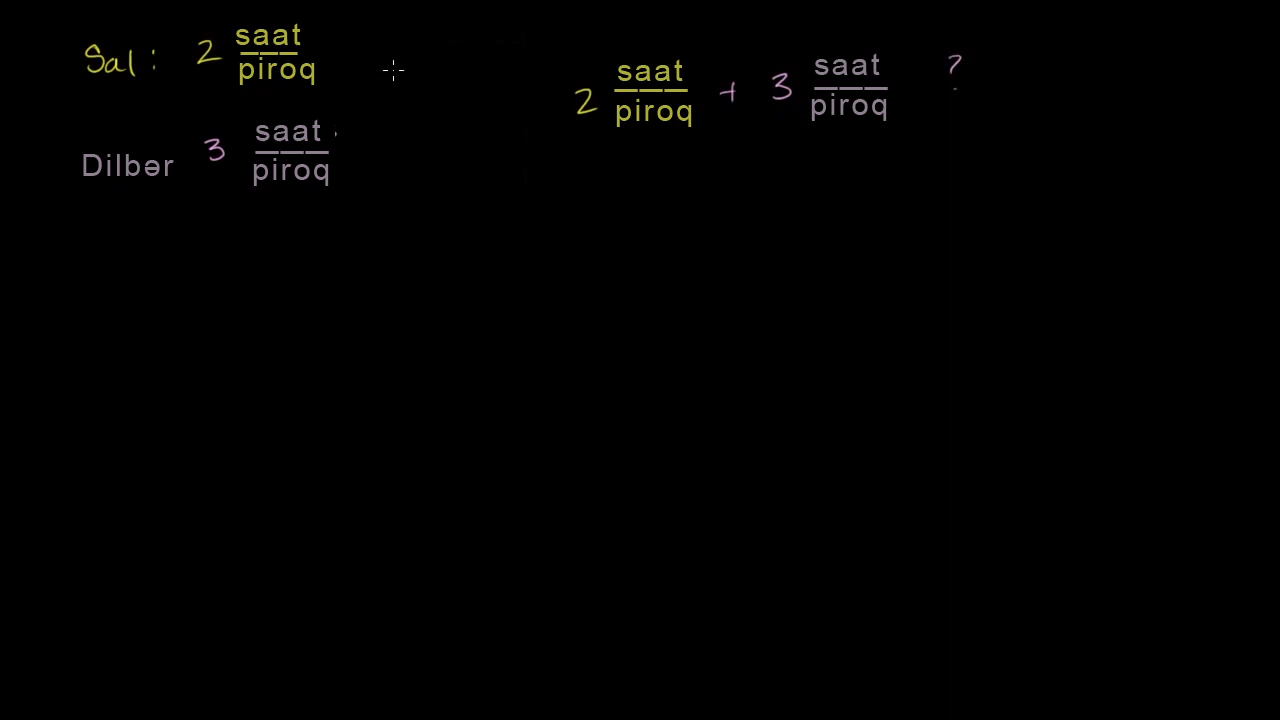 Sal: 2 saat
piroq
2 saat + 3 saat ?
piroq piroq
Dilbər 3 saat
piroq